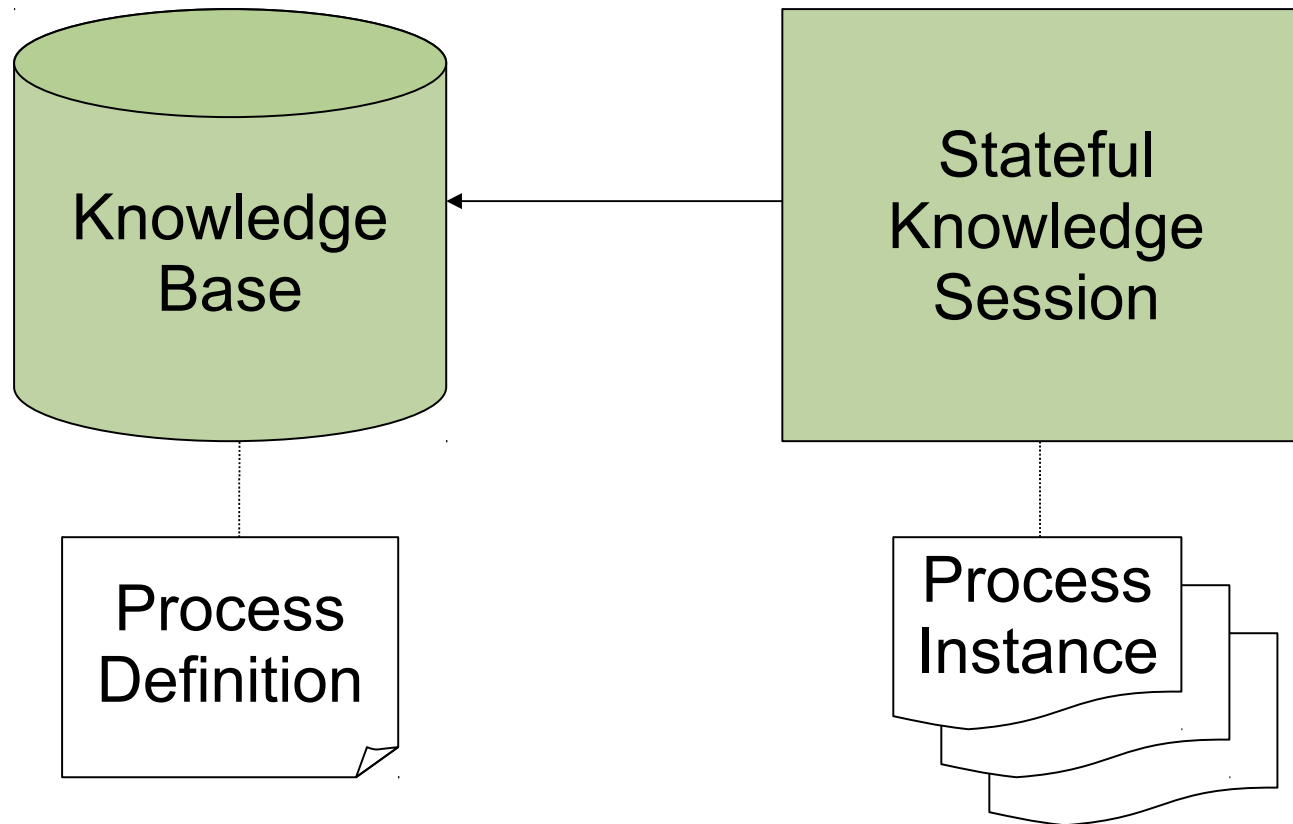 Knowledge
Base
Stateful
Knowledge
Session
Process
Definition
Process
Instance